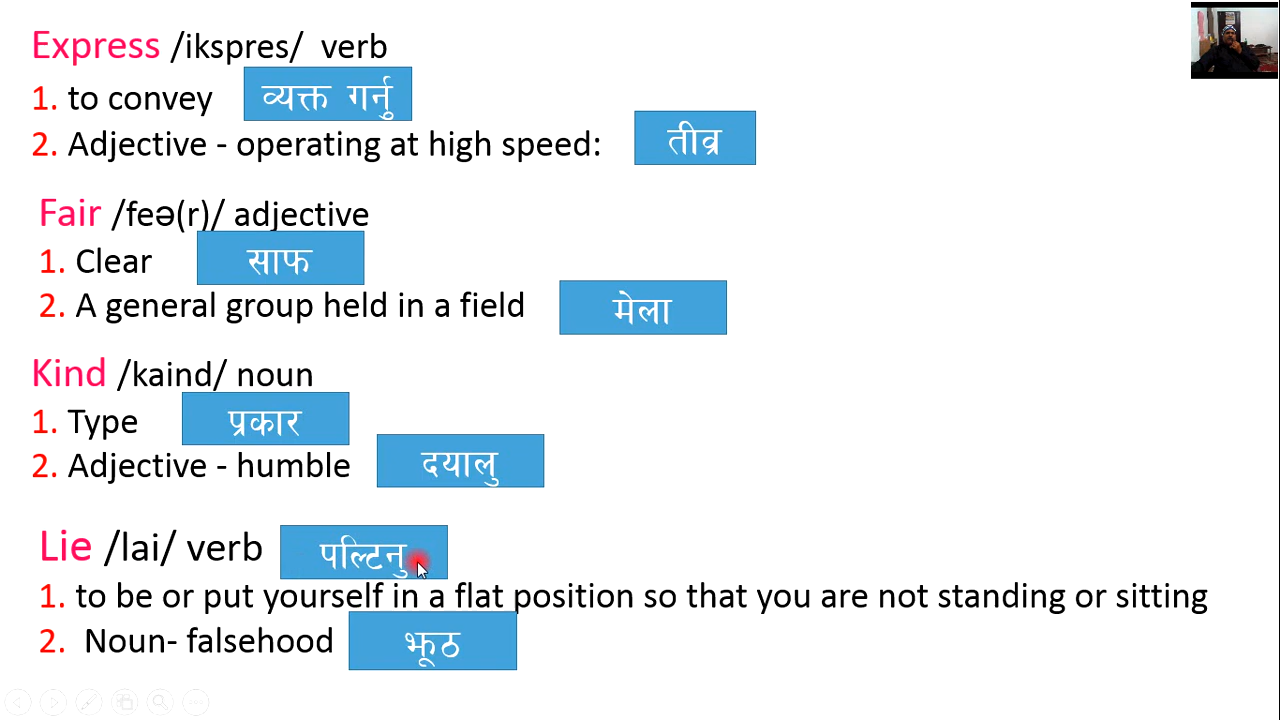 Express /ikspres/ verb
1. to convey व्यक्त गर्नु
2. Adjective - operating at high speed: तीव्र
Fair /feə(r)/ adjective
1. Clear साफ
2. A general group held in a field मेला
Kind /kaind/ noun
1. Type प्रकार
2. Adjective - humble दयालु
Lie /lai/ verb पल्टिनु
1. to be or put yourself in a flat position so that you are not standing or sitting
2. Noun- falsehood झूठ